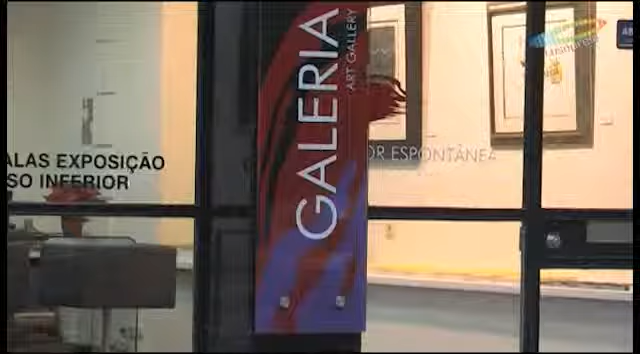 GALERIA
ART GALLERY
ALAS EXPOSIÇÃO
SO INFERIOR
OR ESPONTÂNEA